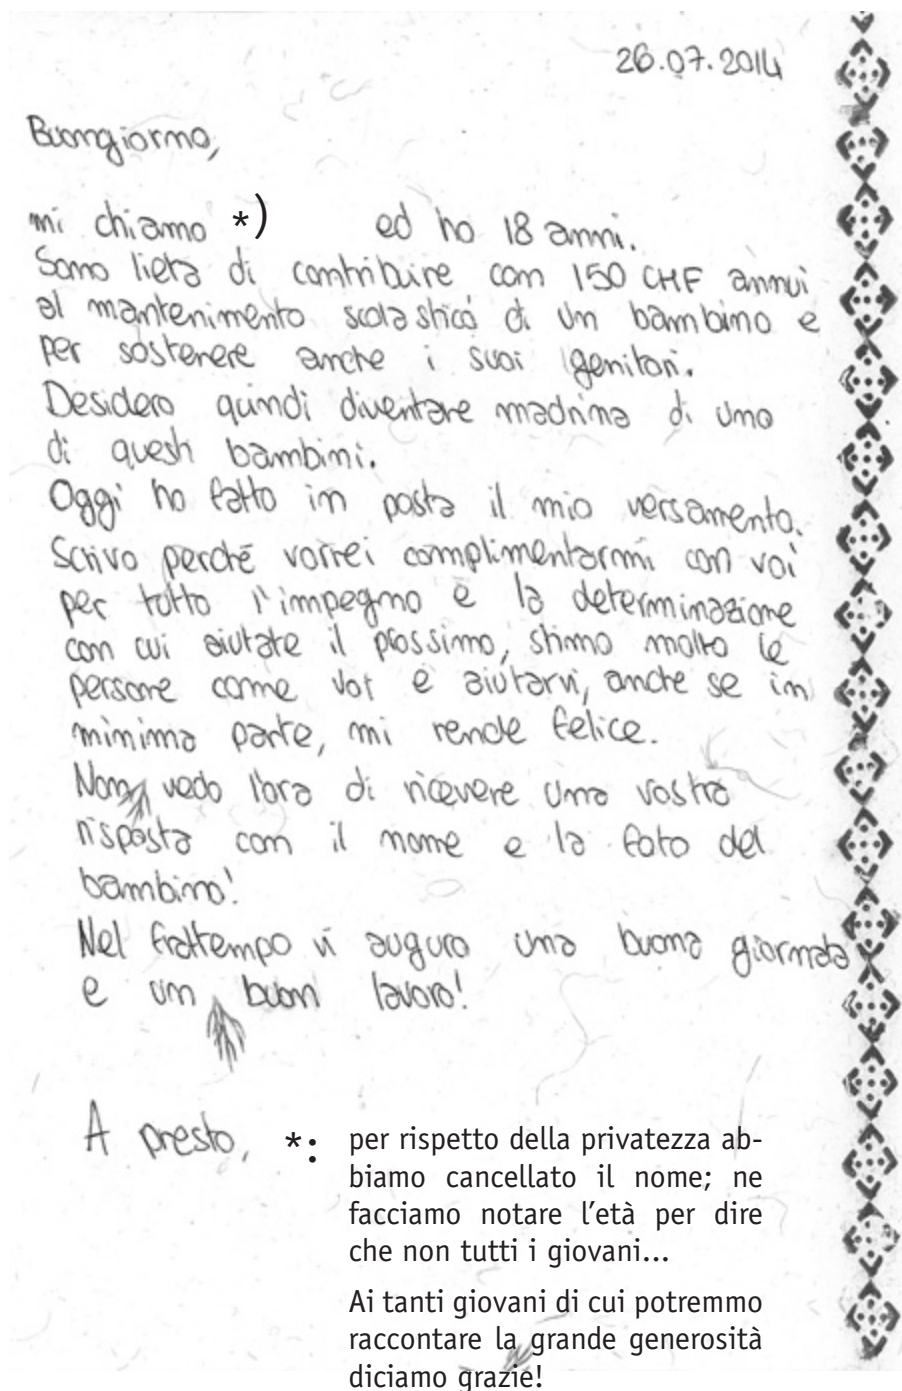 26.07.2014
Buongiorno,
mi chiamo *) ed ho 18 anni.
Sono lieta di contribuire con 150 CHF annui
al mantenimento scolastico di un bambino e
per sostenere anche i suoi genitori.
Desidero quindi diventare madrina di uno
di questi bambini.
Oggi ho fatto in posta il mio versamento.
Scrivo perché vorrei complimentarmi con voi
per tutto l'impegno e la determinazione
con cui aiutate il prossimo, stimo molto le
persone come voi e aiutarvi, anche se in
minima parte, mi rende felice.
Non vedo l'ora di ricevere una vostra
risposta con il nome e la foto del
bambino!
Nel frattempo vi auguro una buona giornata
e un buon lavoro!
A presto,
*: per rispetto della privatezza ab-
biamo cancellato il nome; ne
facciamo notare l'età per dire
che non tutti i giovani...
Ai tanti giovani di cui potremmo
raccontare la grande generosità
diciamo grazie!